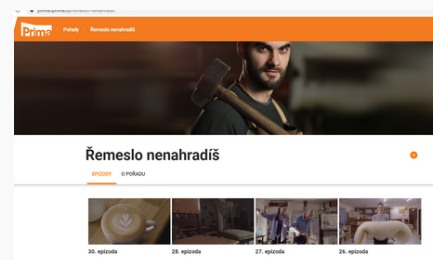 Prima
Pořady
Řemeslo nenahradíš
Řemeslo nenahradíš
EPIZODY
O POŘADU
30. epizoda
28. epizoda
27. epizoda
26. epizoda